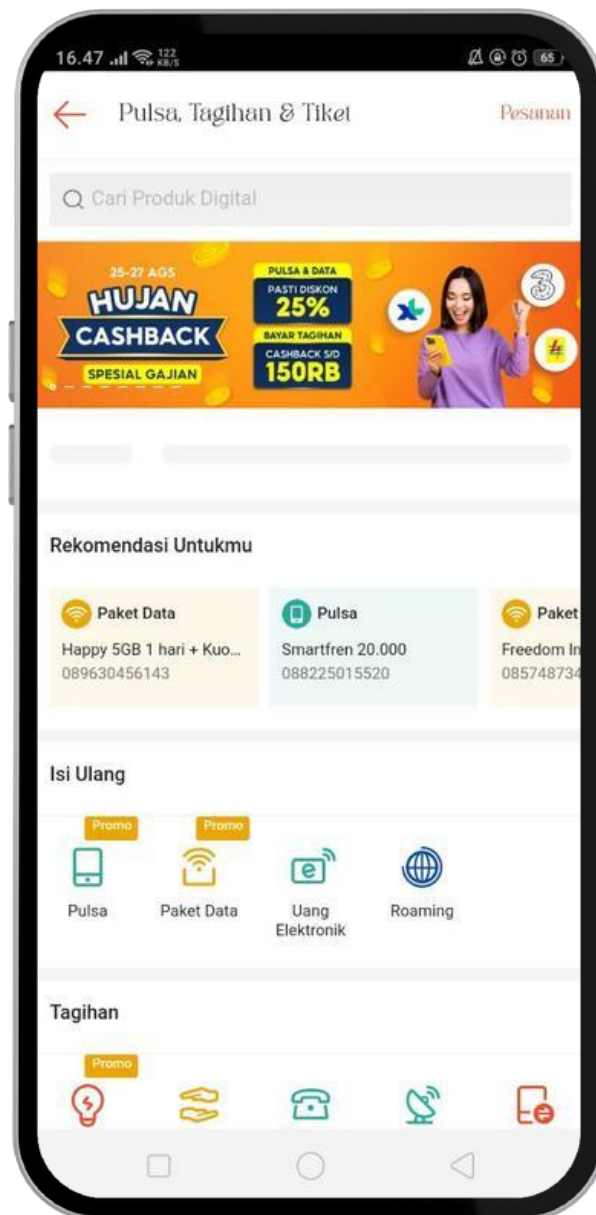 16.47 122 KB/S 65
Pulsa, Tagihan & Tiket Pesanan
Cari Produk Digital
25-27 AGS
HUJAN
CASHBACK
SPESIAL GAJIAN
PULSA & DATA
PASTI DISKON
25%
BAYAR TAGIHAN
CASHBACK S/D
150RB
XL
3
Rekomendasi Untukmu
Paket Data
Happy 5GB 1 hari + Kuo...
089630456143
Pulsa
Smartfren 20.000
088225015520
Paket
Freedom In
085748734
Isi Ulang
Promo Promo
Pulsa Paket Data Uang Elektronik Roaming
Tagihan
Promo